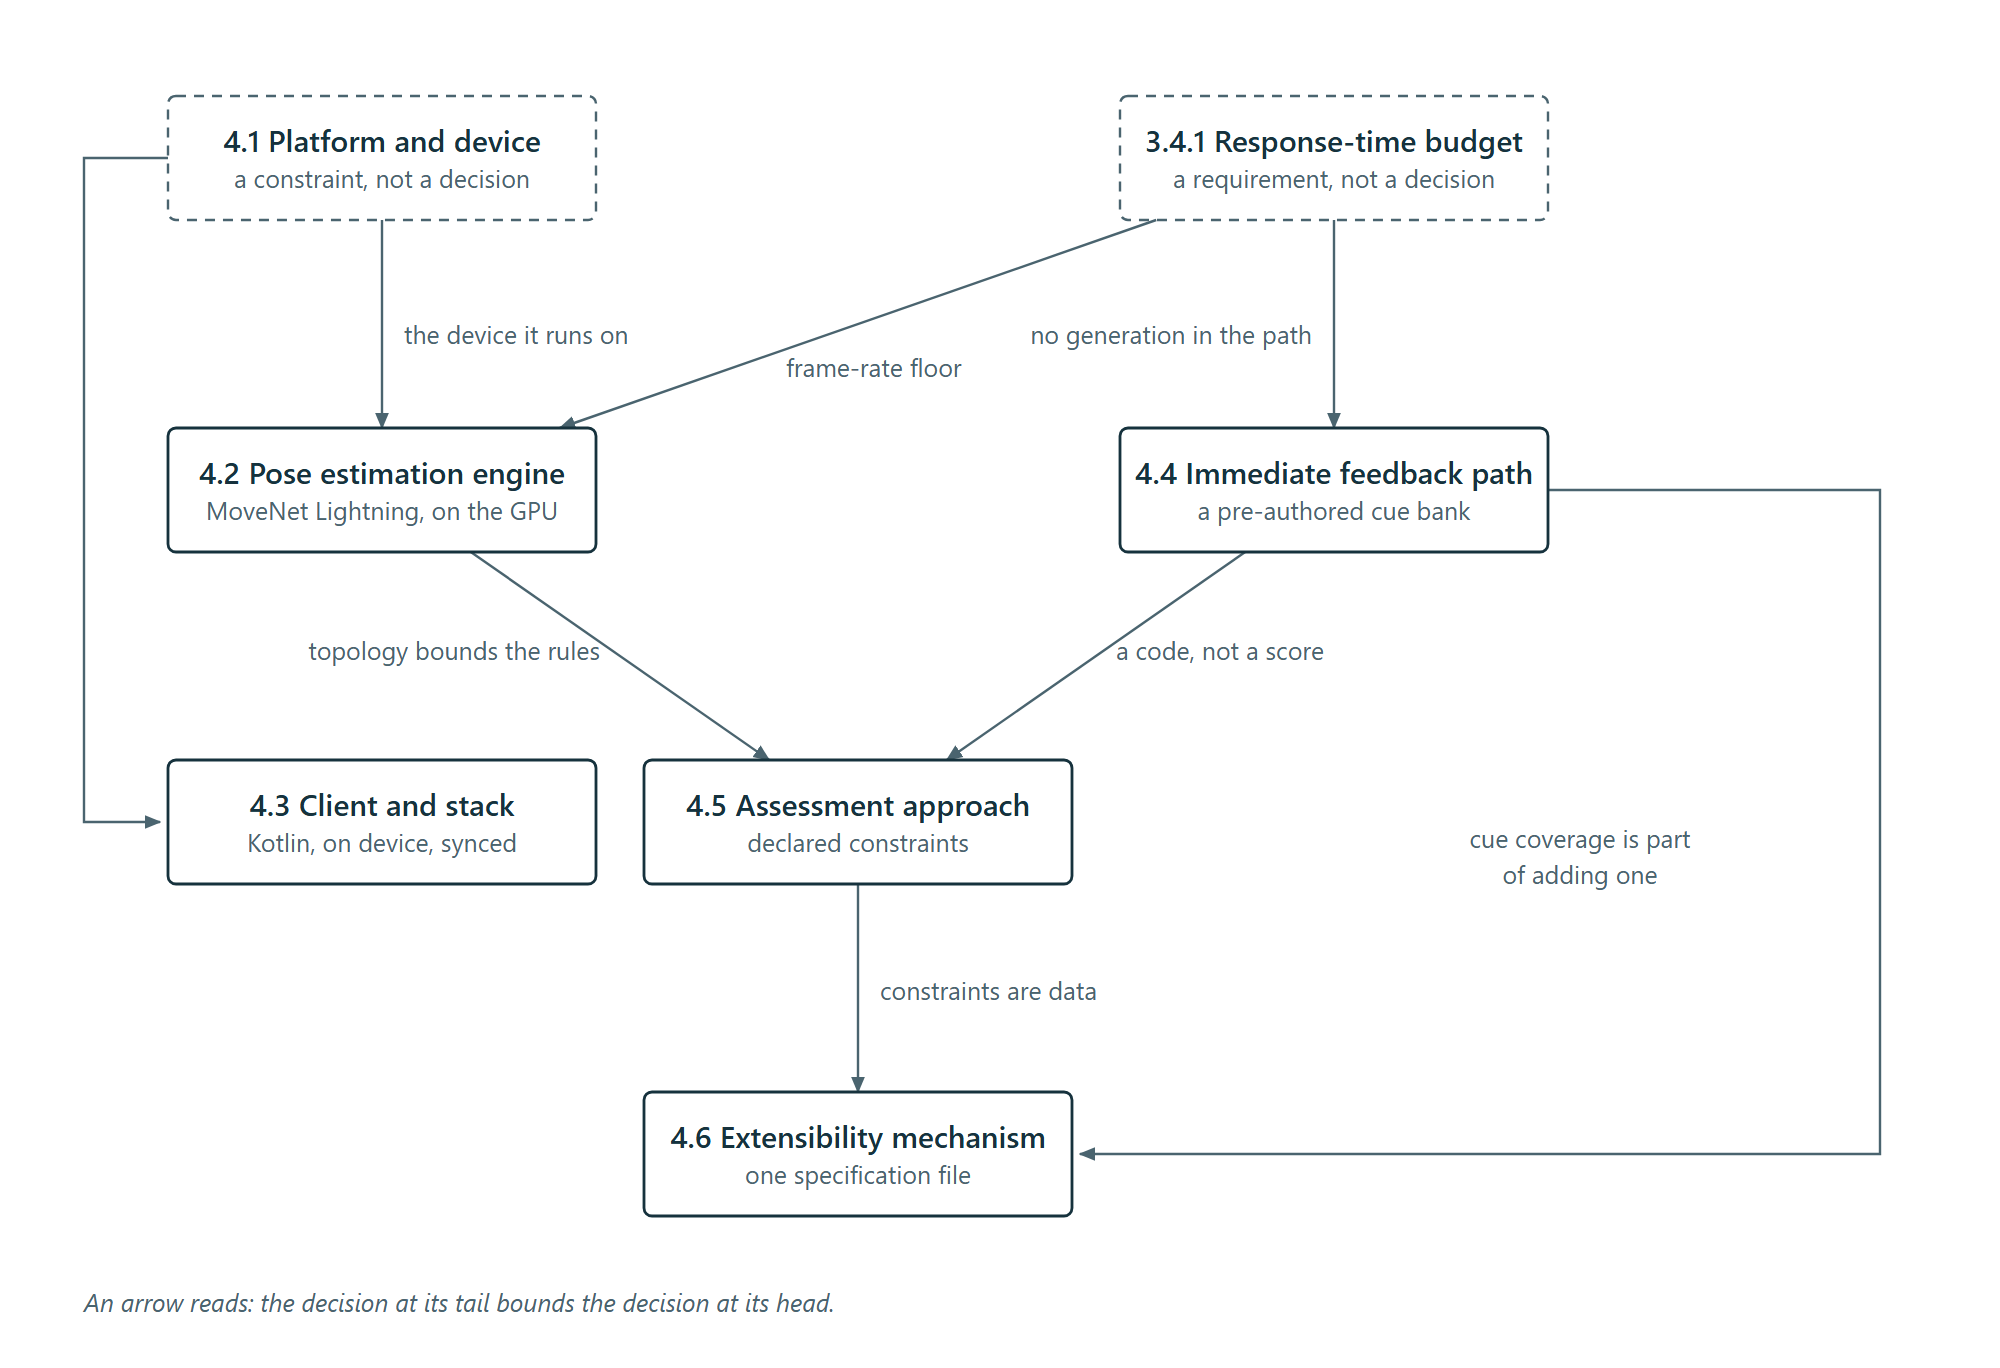 4.1 Platform and device
a constraint, not a decision
3.4.1 Response-time budget
a requirement, not a decision
the device it runs on
no generation in the path
frame-rate floor
4.2 Pose estimation engine
MoveNet Lightning, on the GPU
4.4 Immediate feedback path
a pre-authored cue bank
topology bounds the rules
a code, not a score
4.3 Client and stack
Kotlin, on device, synced
4.5 Assessment approach
declared constraints
cue coverage is part
of adding one
constraints are data
4.6 Extensibility mechanism
one specification file
An arrow reads: the decision at its tail bounds the decision at its head.